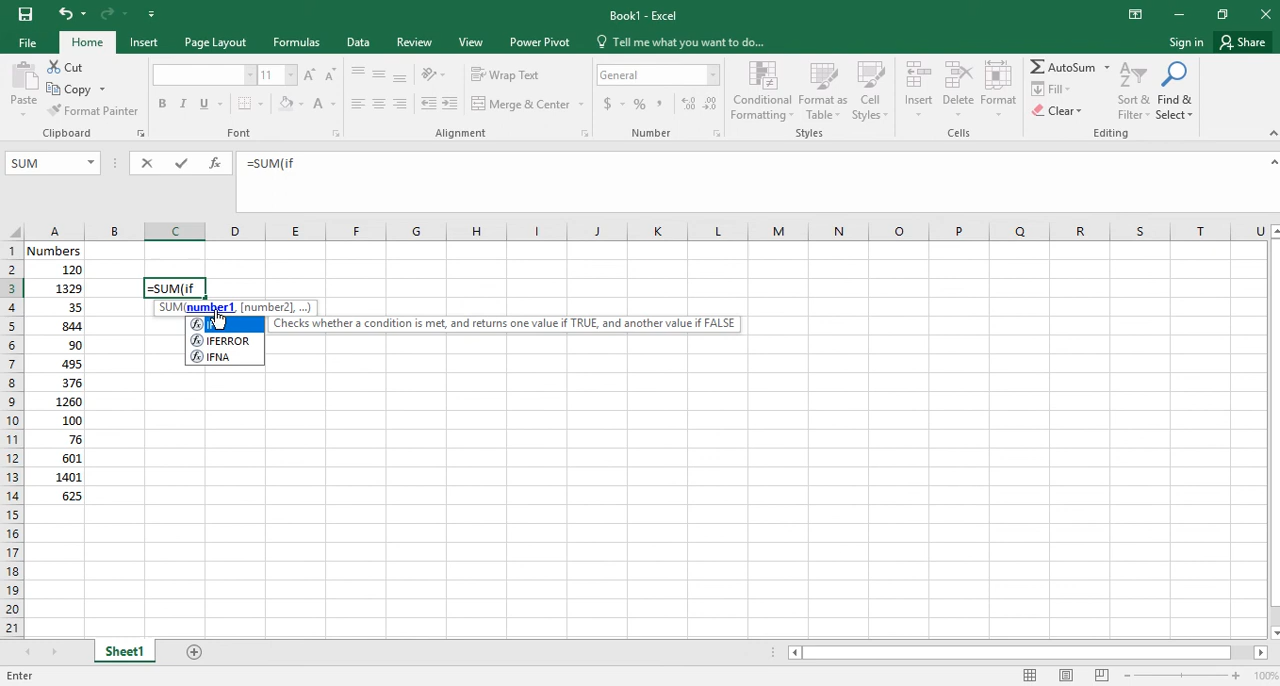 Book1 - Excel
File Home Insert Page Layout Formulas Data Review View Power Pivot Tell me what you want to do... Sign in Share
Paste
Cut
Copy
Format Painter
Clipboard
11
Font
Wrap Text
Merge & Center
Alignment
General
$ % ,
Number
Conditional Formatting
Format as Table
Cell Styles
Styles
Insert Delete Format
Cells
AutoSum
Fill
Clear
Sort & Filter
Find & Select
Editing
SUM fx =SUM(if
A B C D E F G H I J K L M N O P Q R S T U
1 Numbers
2 120
3 1329 =SUM(if
4 35 SUM(number1, [number2], ...)
Checks whether a condition is met, and returns one value if TRUE, and another value if FALSE
5 844
IFERROR
6 90
IFNA
7 495
8 376
9 1260
10 100
11 76
12 601
13 1401
14 625
15
16
17
18
19
20
21
Sheet1
Enter 100%